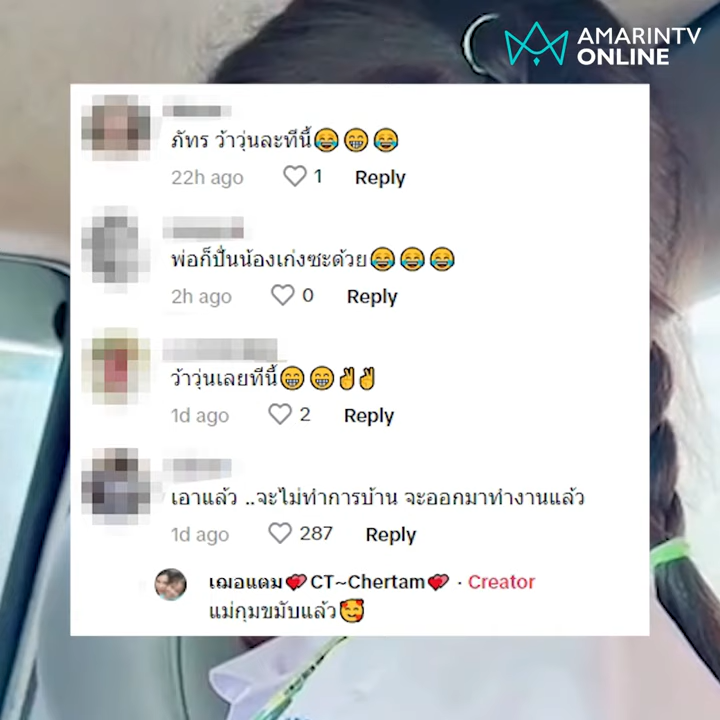 AMARINTV
ONLINE
ภัทร ว้าวุ่นละทีนี้😂😁😂
22h ago 1 Reply
พ่อก็ปั่นน้องเก่งซะด้วย😂😂😂
2h ago 0 Reply
ว้าวุ่นเลยทีนี้😁😁✌✌
1d ago 2 Reply
เอาแล้ว ..จะไม่ทำการบ้าน จะออกมาทำงานแล้ว
1d ago 287 Reply
เฌอแตม💞CT~Chertam💞 · Creator
แม่กุมขมับแล้ว🥰